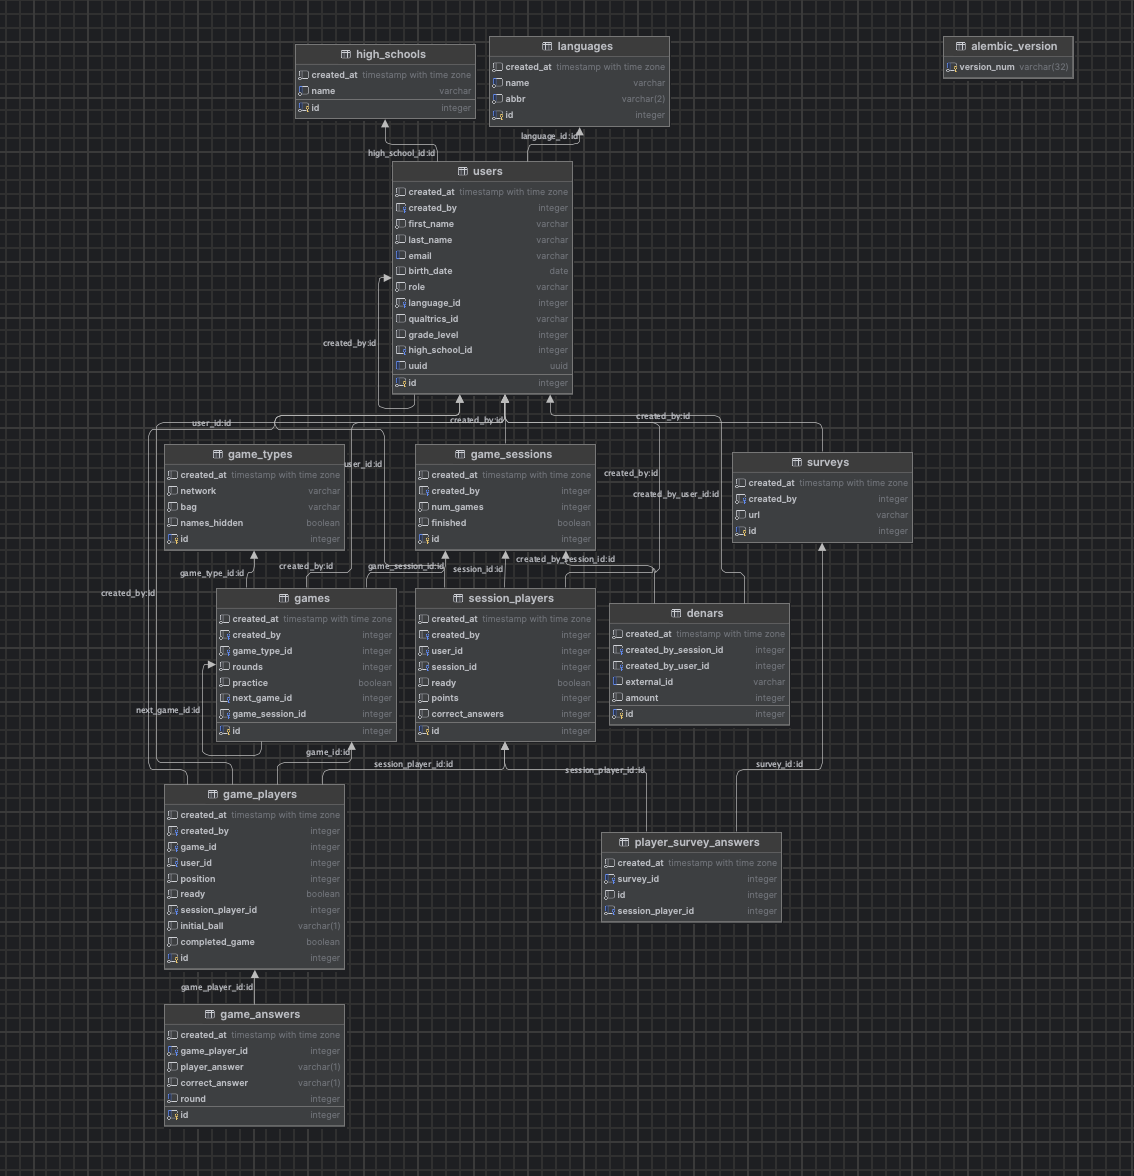 high_schools
created_at timestamp with time zone
name varchar
id integer
languages
created_at timestamp with time zone
name varchar
abbr varchar(2)
id integer
alembic_version
version_num varchar(32)
high_school_id:id
language_id:id
users
created_at timestamp with time zone
created_by integer
first_name varchar
last_name varchar
email varchar
birth_date date
role varchar
language_id integer
qualtrics_id varchar
grade_level integer
high_school_id integer
uuid uuid
id integer
created_by:id
user_id:id
created_by:id
created_by:id
game_types
created_at timestamp with time zone
network varchar
bag varchar
names_hidden boolean
id integer
user_id:id
game_sessions
created_at timestamp with time zone
created_by integer
num_games integer
finished boolean
id integer
created_by:id
created_by_user_id:id
surveys
created_at timestamp with time zone
created_by integer
url varchar
id integer
game_type_id:id
created_by:id
game_session_id:id
session_id:id
created_by_session_id:id
created_by:id
games
created_at timestamp with time zone
created_by integer
game_type_id integer
rounds integer
practice boolean
next_game_id integer
game_session_id integer
id integer
next_game_id:id
session_players
created_at timestamp with time zone
created_by integer
user_id integer
session_id integer
ready boolean
points integer
correct_answers integer
id integer
denars
created_at timestamp with time zone
created_by_session_id integer
created_by_user_id integer
external_id varchar
amount integer
id integer
game_id:id
session_player_id:id
session_player_id:id
survey_id:id
game_players
created_at timestamp with time zone
created_by integer
game_id integer
user_id integer
position integer
ready boolean
session_player_id integer
initial_ball varchar(1)
completed_game boolean
id integer
player_survey_answers
created_at timestamp with time zone
survey_id integer
id integer
session_player_id integer
game_player_id:id
game_answers
created_at timestamp with time zone
game_player_id integer
player_answer varchar(1)
correct_answer varchar(1)
round integer
id integer